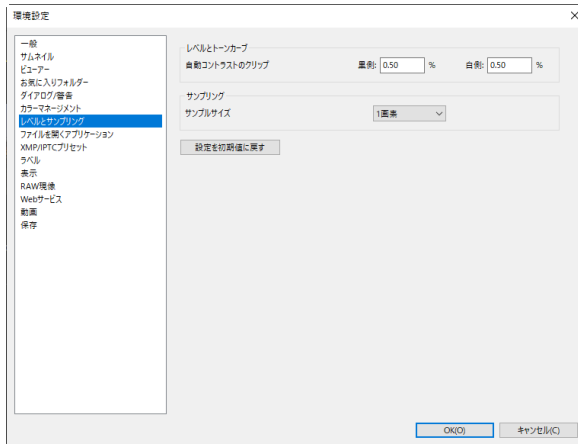 環境設定
一般
サムネイル
ビューアー
お気に入りフォルダー
ダイアログ/警告
カラーマネージメント
レベルとサンプリング
ファイルを開くアプリケーション
XMP/IPTCプリセット
ラベル
表示
RAW現像
Webサービス
動画
保存
レベルとトーンカーブ
自動コントラストのクリップ 黒側: 0.50 % 白側: 0.50 %
サンプリング
サンプルサイズ 1画素
設定を初期値に戻す
OK(O) キャンセル(C)